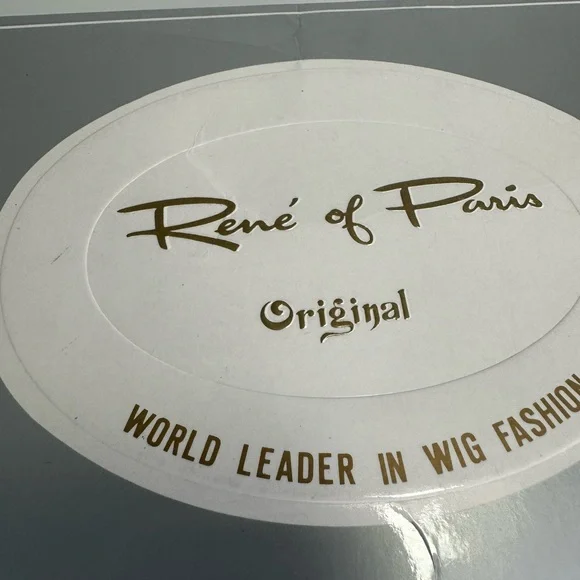 René of Paris
Original
WORLD LEADER IN WIG FASHION